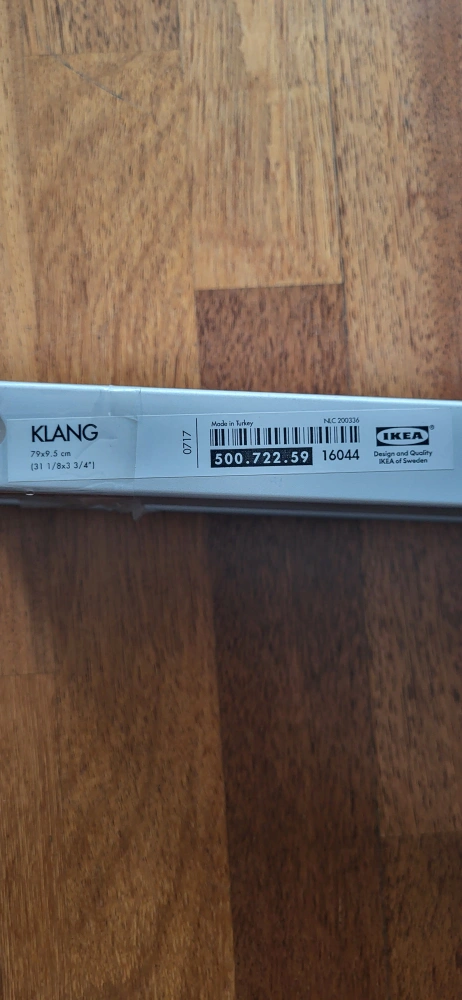 KLANG
79x9.5 cm
(31 1/8x3 3/4")
0717
Made in Turkey
NLC 200336
500.722.59
16044
IKEA®
Design and Quality
IKEA of Sweden